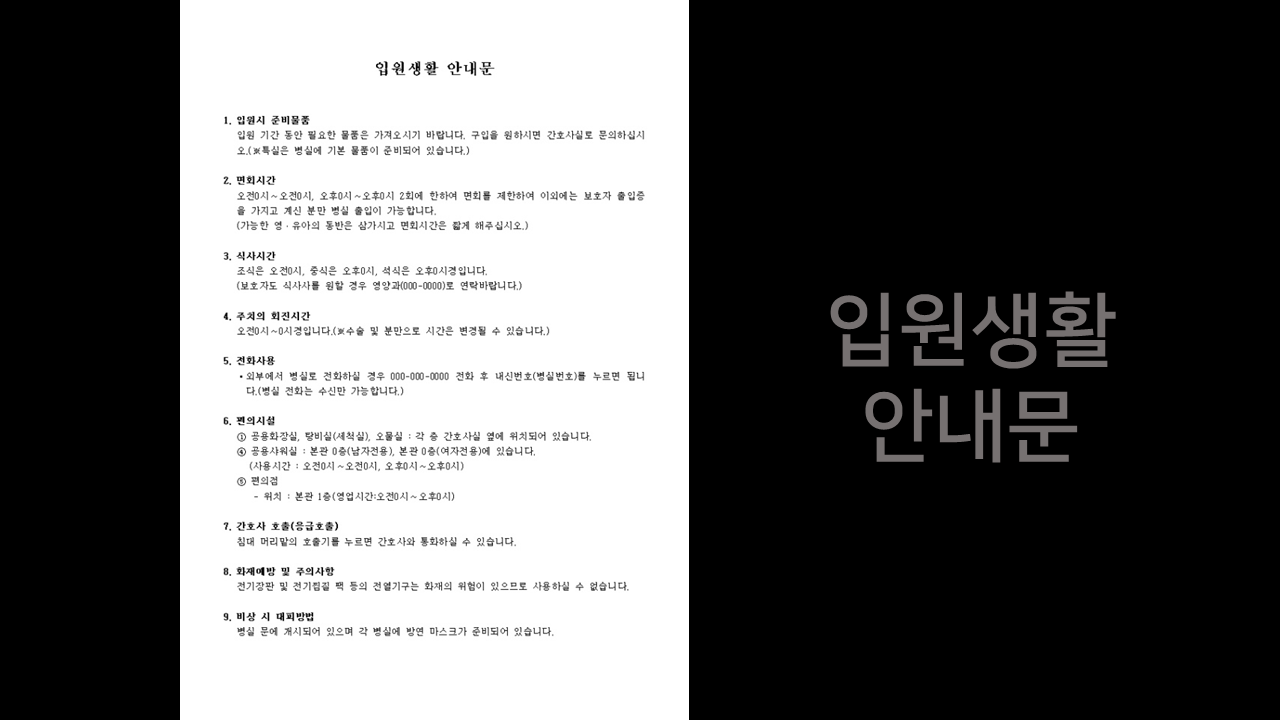 입원생활 안내문
1. 입원시 준비물품
입원 기간 동안 필요한 물품은 가져오시기 바랍니다. 구입을 원하시면 간호사실로 문의하십시
오.(※특실은 병실에 기본 물품이 준비되어 있습니다.)
2. 면회시간
오전0시~오전0시, 오후0시~오후0시 2회에 한하여 면회를 제한하여 이외에는 보호자 출입증
을 가지고 계신 분만 병실 출입이 가능합니다.
(가능한 영·유아의 동반은 삼가시고 면회시간은 짧게 해주십시오.)
3. 식사시간
조식은 오전0시, 중식은 오후0시, 석식은 오후0시경입니다.
(보호자도 식사사를 원할 경우 영양과(000-0000)로 연락바랍니다.)
4. 주치의 회진시간
오전0시~0시경입니다.(※수술 및 분만으로 시간은 변경될 수 있습니다.)
5. 전화사용
•외부에서 병실로 전화하실 경우 000-000-0000 전화 후 내신번호(병실번호)를 누르면 됩니
다.(병실 전화는 수신만 가능합니다.)
6. 편의시설
① 공용화장실, 탕비실(세척실), 오물실 : 각 층 간호사실 옆에 위치되어 있습니다.
④ 공용샤워실 : 본관 0층(남자전용), 본관 0층(여자전용)에 있습니다.
(사용시간 : 오전0시~오전0시, 오후0시~오후0시)
⑤ 편의점
- 위치 : 본관 1층(영업시간:오전0시~오후0시)
7. 간호사 호출(응급호출)
침대 머리맡의 호출기를 누르면 간호사와 통화하실 수 있습니다.
8. 화재예방 및 주의사항
전기장판 및 전기찜질 팩 등의 전열기구는 화재의 위험이 있으므로 사용하실 수 없습니다.
9. 비상 시 대피방법
병실 문에 개시되어 있으며 각 병실에 방연 마스크가 준비되어 있습니다.
입원생활
안내문